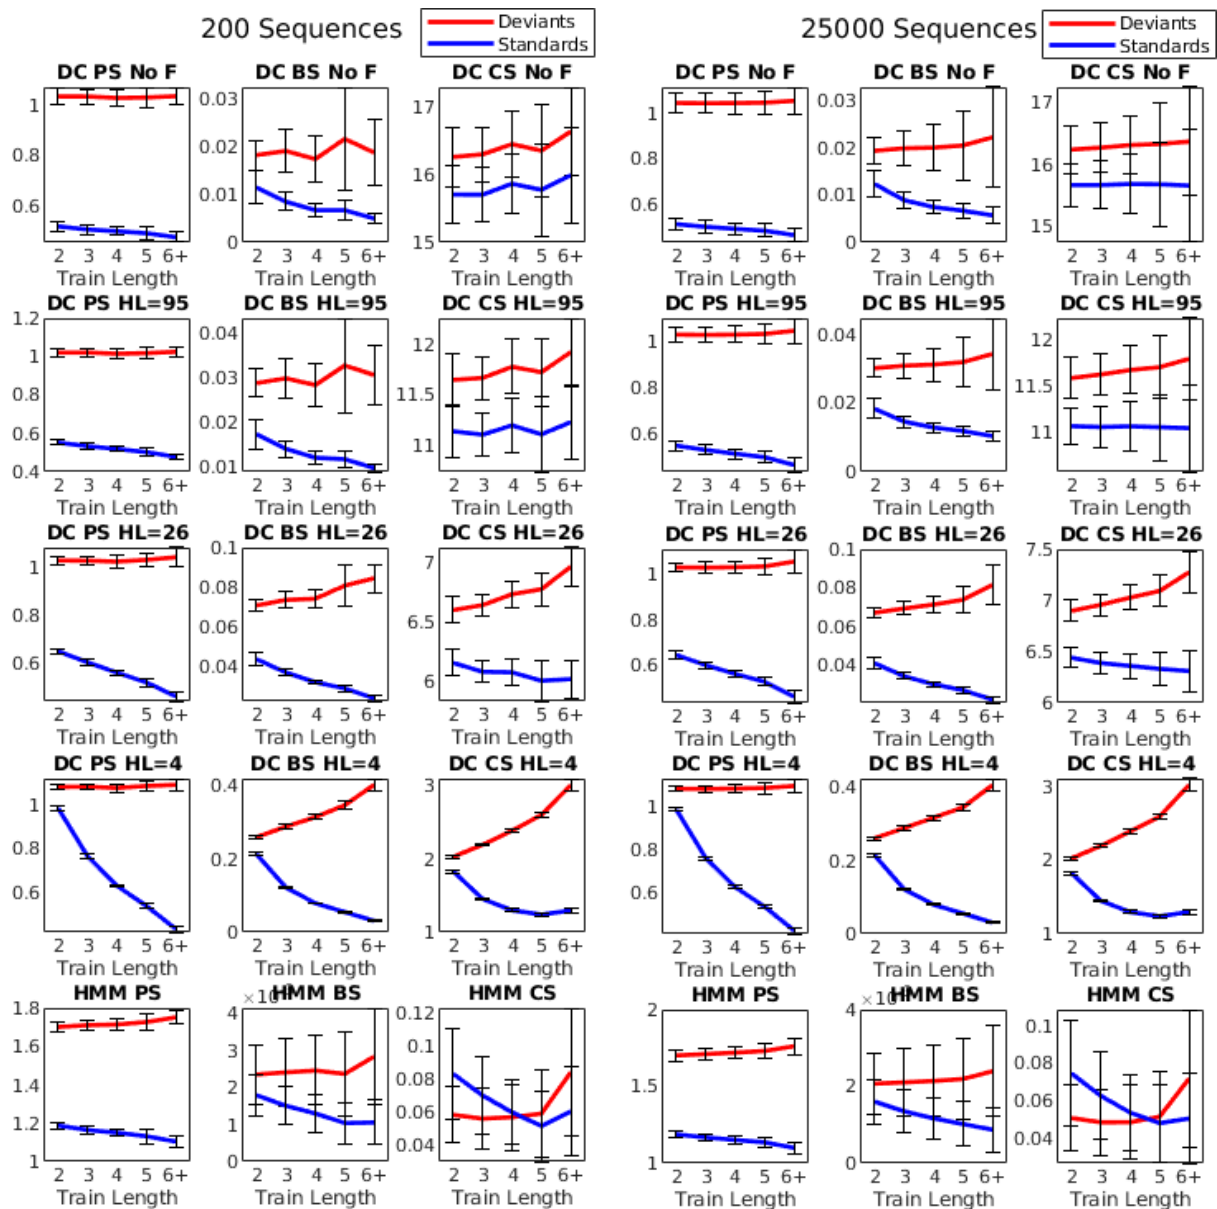 200 Sequences
Deviants
Standards
25000 Sequences
Deviants
Standards
DC PS No F
DC BS No F
DC CS No F
DC PS No F
DC BS No F
DC CS No F
1
0.8
0.6
0.03
0.02
0.01
0
17
16
15
1
0.8
0.6
0.03
0.02
0.01
0
17
16
15
2 3 4 5 6+
2 3 4 5 6+
2 3 4 5 6+
2 3 4 5 6+
2 3 4 5 6+
2 3 4 5 6+
Train Length
Train Length
Train Length
Train Length
Train Length
Train Length
DC PS HL=95
DC BS HL=95
DC CS HL=95
DC PS HL=95
DC BS HL=95
DC CS HL=95
1.2
1
0.8
0.6
0.4
0.04
0.03
0.02
0.01
12
11.5
11
1
0.8
0.6
0.04
0.02
0
12
11.5
11
2 3 4 5 6+
2 3 4 5 6+
2 3 4 5 6+
2 3 4 5 6+
2 3 4 5 6+
2 3 4 5 6+
Train Length
Train Length
Train Length
Train Length
Train Length
Train Length
DC PS HL=26
DC BS HL=26
DC CS HL=26
DC PS HL=26
DC BS HL=26
DC CS HL=26
1
0.8
0.6
0.1
0.08
0.06
0.04
7
6.5
6
1
0.8
0.6
0.1
0.08
0.06
0.04
7.5
7
6.5
6
2 3 4 5 6+
2 3 4 5 6+
2 3 4 5 6+
2 3 4 5 6+
2 3 4 5 6+
2 3 4 5 6+
Train Length
Train Length
Train Length
Train Length
Train Length
Train Length
DC PS HL=4
DC BS HL=4
DC CS HL=4
DC PS HL=4
DC BS HL=4
DC CS HL=4
1
0.8
0.6
0.4
0.2
0
3
2
1
1
0.8
0.6
0.4
0.2
0
3
2
1
2 3 4 5 6+
2 3 4 5 6+
2 3 4 5 6+
2 3 4 5 6+
2 3 4 5 6+
2 3 4 5 6+
Train Length
Train Length
Train Length
Train Length
Train Length
Train Length
HMM PS
×10
HMM BS
HMM CS
HMM PS
×10
HMM BS
HMM CS
1.8
1.6
1.4
1.2
1
4
3
2
1
0
0.12
0.1
0.08
0.06
0.04
2
1.5
1
4
2
0
0.1
0.08
0.06
0.04
2 3 4 5 6+
2 3 4 5 6+
2 3 4 5 6+
2 3 4 5 6+
2 3 4 5 6+
2 3 4 5 6+
Train Length
Train Length
Train Length
Train Length
Train Length
Train Length